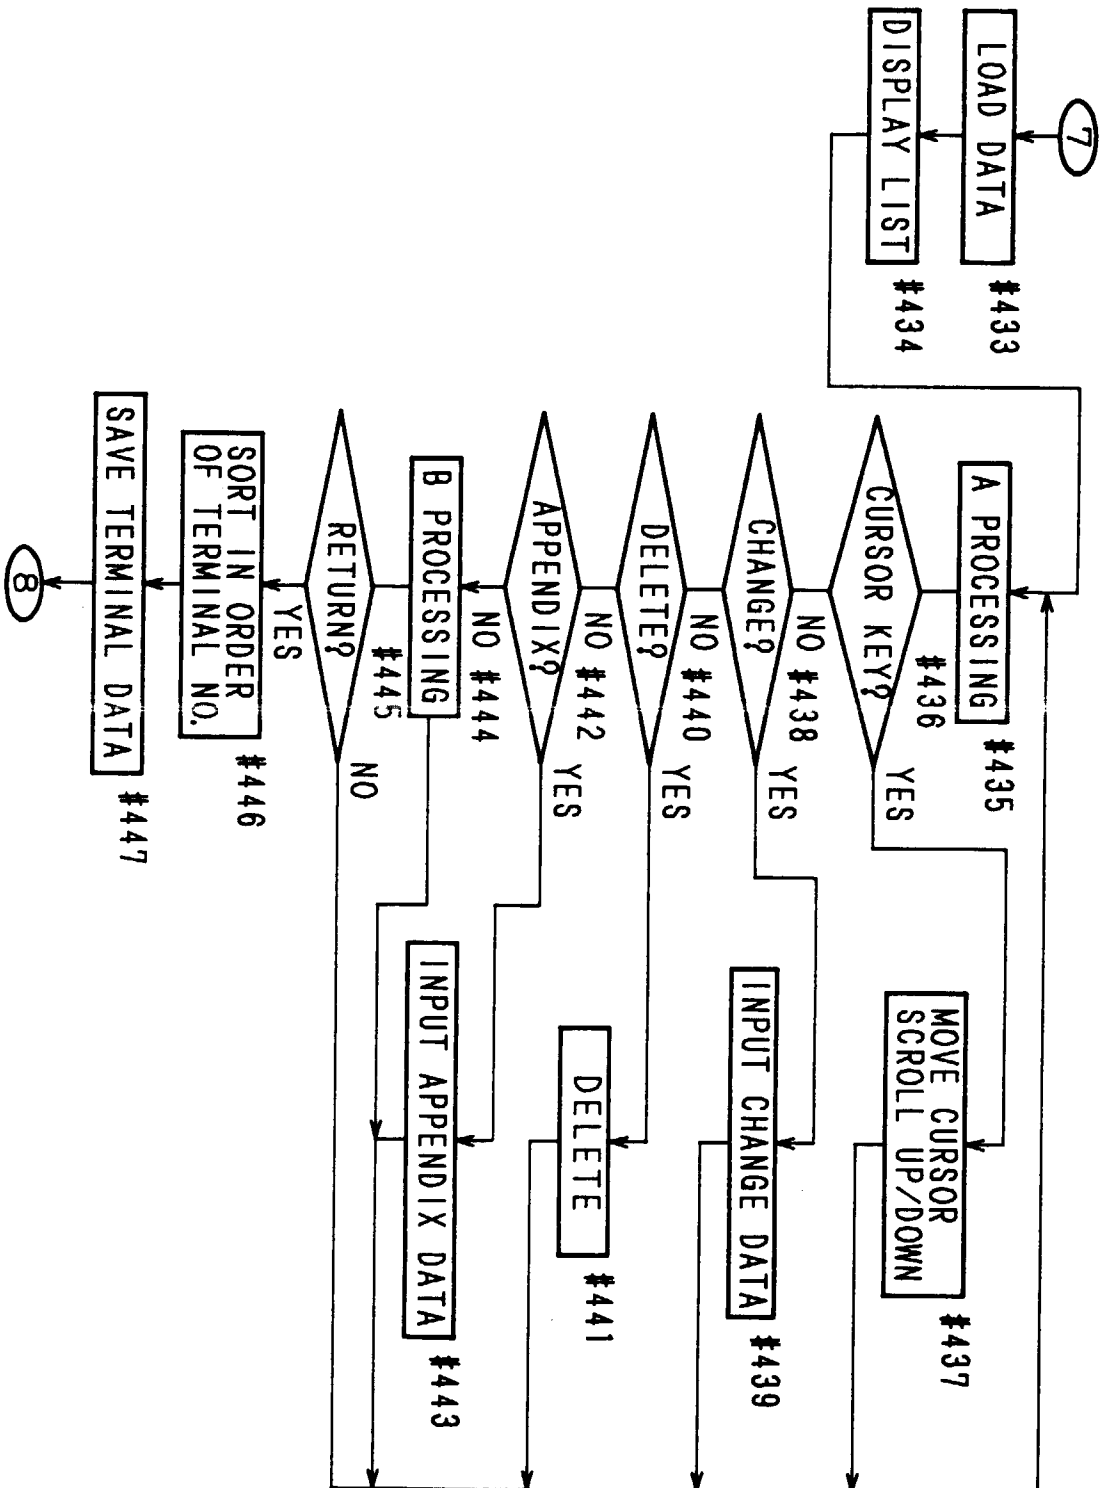 7
LOAD DATA
#433
DISPLAY LIST
#434
A PROCESSING
#435
CURSOR KEY?
#436
YES
NO
MOVE CURSOR
SCROLL UP/DOWN
#437
CHANGE?
#438
YES
NO
INPUT CHANGE DATA
#439
DELETE?
#440
YES
NO
DELETE
#441
APPENDIX?
#442
YES
NO
INPUT APPENDIX DATA
#443
B PROCESSING
#444
RETURN?
#445
NO
YES
SORT IN ORDER
OF TERMINAL NO.
#446
SAVE TERMINAL DATA
#447
8